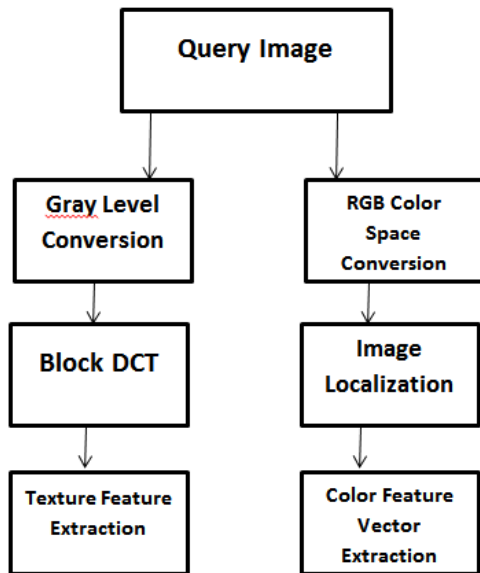 Query Image
Gray Level
Conversion
RGB Color
Space
Conversion
Block DCT
Image
Localization
Texture Feature
Extraction
Color Feature
Vector
Extraction